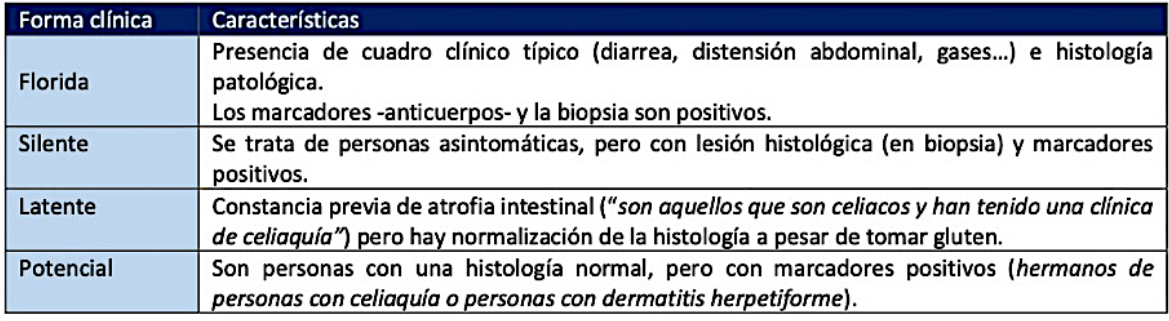 Forma clínica Características
Florida
Presencia de cuadro clínico típico (diarrea, distensión abdominal, gases…) e histología
patológica.
Los marcadores -anticuerpos- y la biopsia son positivos.
Silente
Se trata de personas asintomáticas, pero con lesión histológica (en biopsia) y marcadores
positivos.
Latente
Constancia previa de atrofia intestinal (“son aquellos que son celiacos y han tenido una clínica
de celiaquía”) pero hay normalización de la histología a pesar de tomar gluten.
Potencial
Son personas con una histología normal, pero con marcadores positivos (hermanos de
personas con celiaquía o personas con dermatitis herpetiforme).